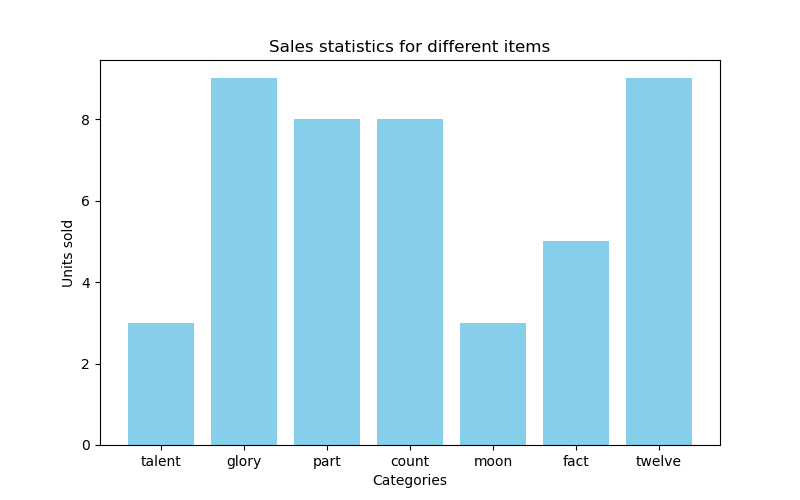 Sales statistics for different items
Units sold
8
6
4
2
0
talent glory part count moon fact twelve
Categories